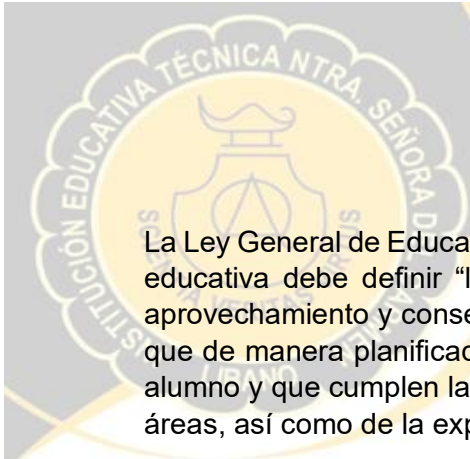 INSTITUCIÓN EDUCATIVA TÉCNICA NTRA. SEÑORA D
LIBANO
La Ley General de Educa
educativa debe definir “l
aprovechamiento y conse
que de manera planificad
alumno y que cumplen la
áreas, así como de la exp